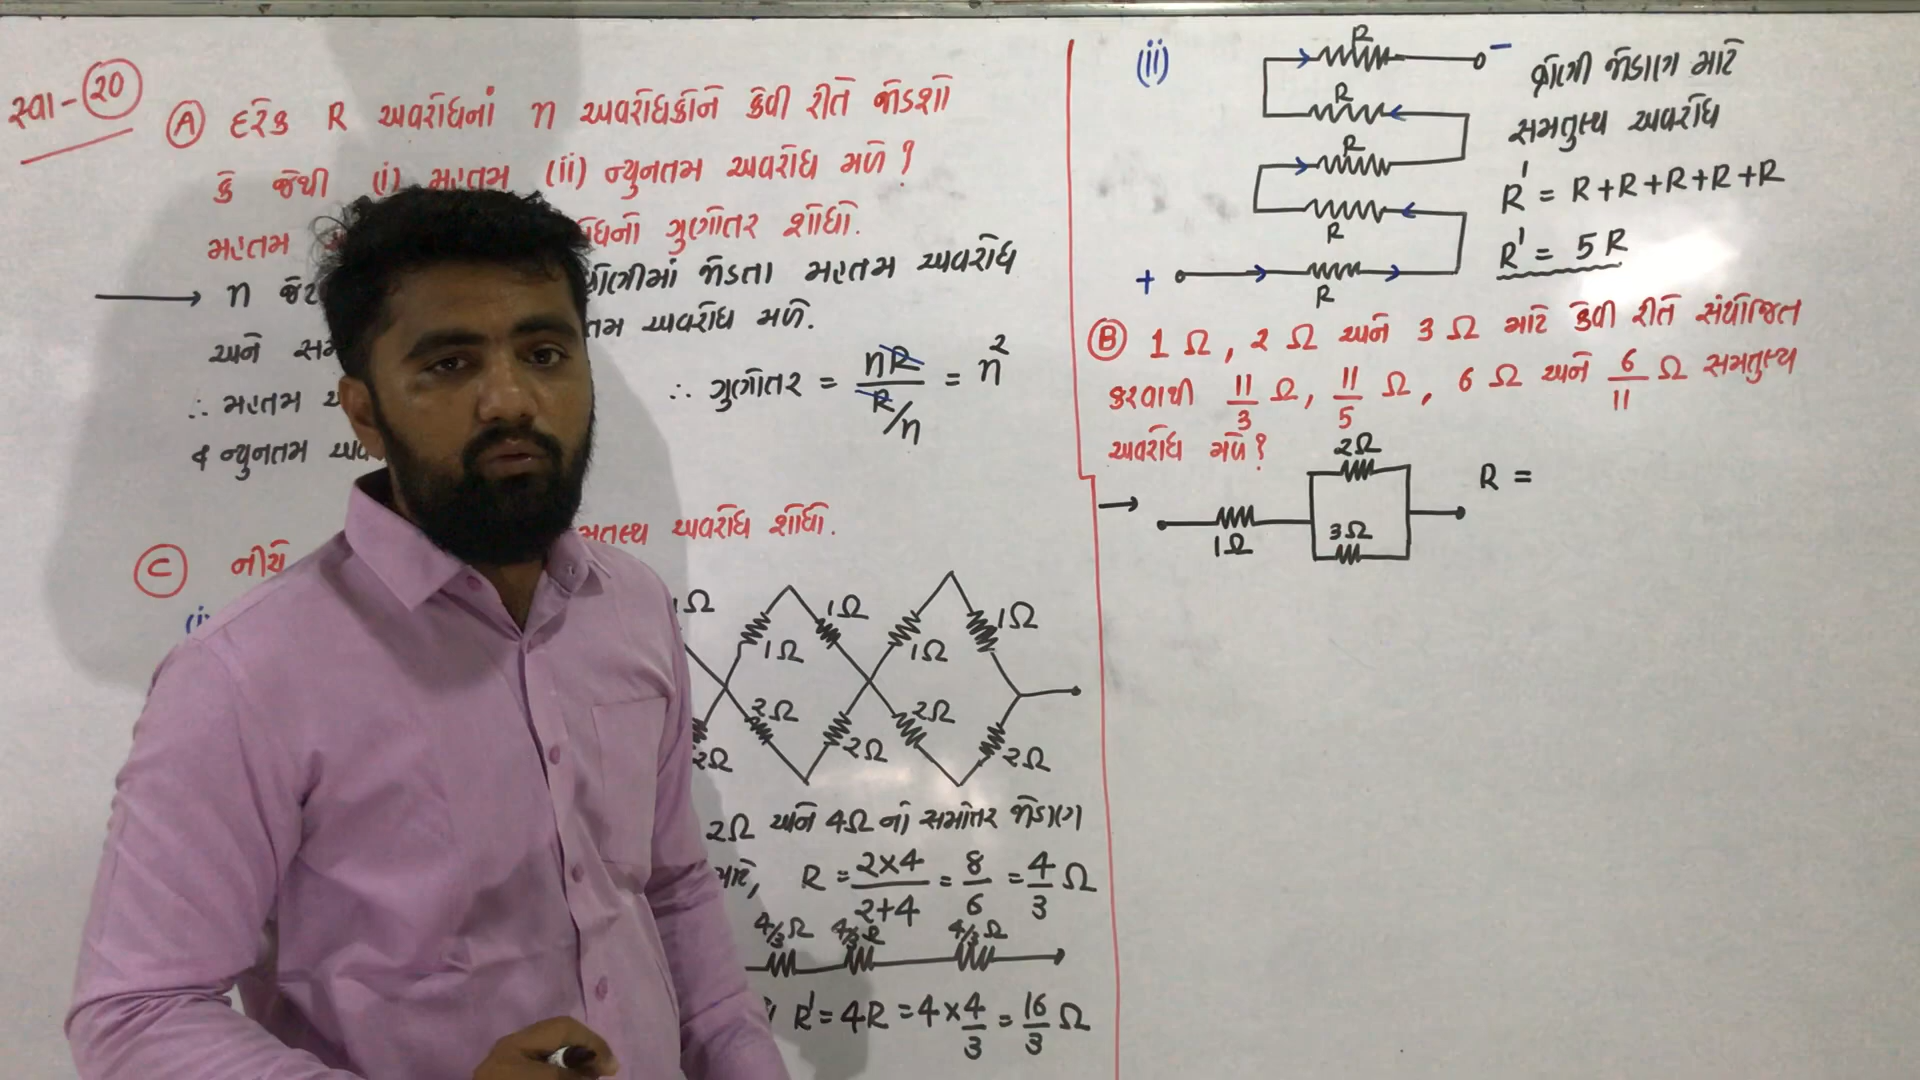 સ્વા-20
(A) દરેક R અવરોધનાં n અવરોધકોને કેવી રીતે જોડશો
કે જેથી (i) મહત્તમ (ii) ન્યુનતમ અવરોધ મળે ?
મહત્તમ ગુણોતર શોધો.
→ n શ્રેણીમાં જોડતા મહત્તમ અવરોધ
અને અવરોધ મળે.
∴ મહત્તમ
∴ ગુણોતર = nR / R/n = n²
& ન્યુનતમ
(C) નીચે અવરોધ શોધો.
(i)
1Ω 1Ω 1Ω 1Ω 1Ω
2Ω 2Ω 2Ω 2Ω 2Ω
2Ω અને 4Ω નો સમાંતર જોડાણ
માટે, R = 2×4 / 2+4 = 8/6 = 4/3 Ω
4/3Ω 4/3Ω 4/3Ω
R' = 4R = 4 × 4/3 = 16/3 Ω
(ii)
R
R
R
R
R
+ -
શ્રેણી જોડાણ માટે
સમતુલ્ય અવરોધ
R' = R+R+R+R+R
R' = 5R
(B) 1Ω, 2Ω અને 3Ω માટે કેવી રીતે સંયોજિત
કરવાથી 11/3 Ω, 11/5 Ω, 6Ω અને 6/11 Ω સમતુલ્ય
અવરોધ મળે ?
→ 1Ω 2Ω 3Ω R =